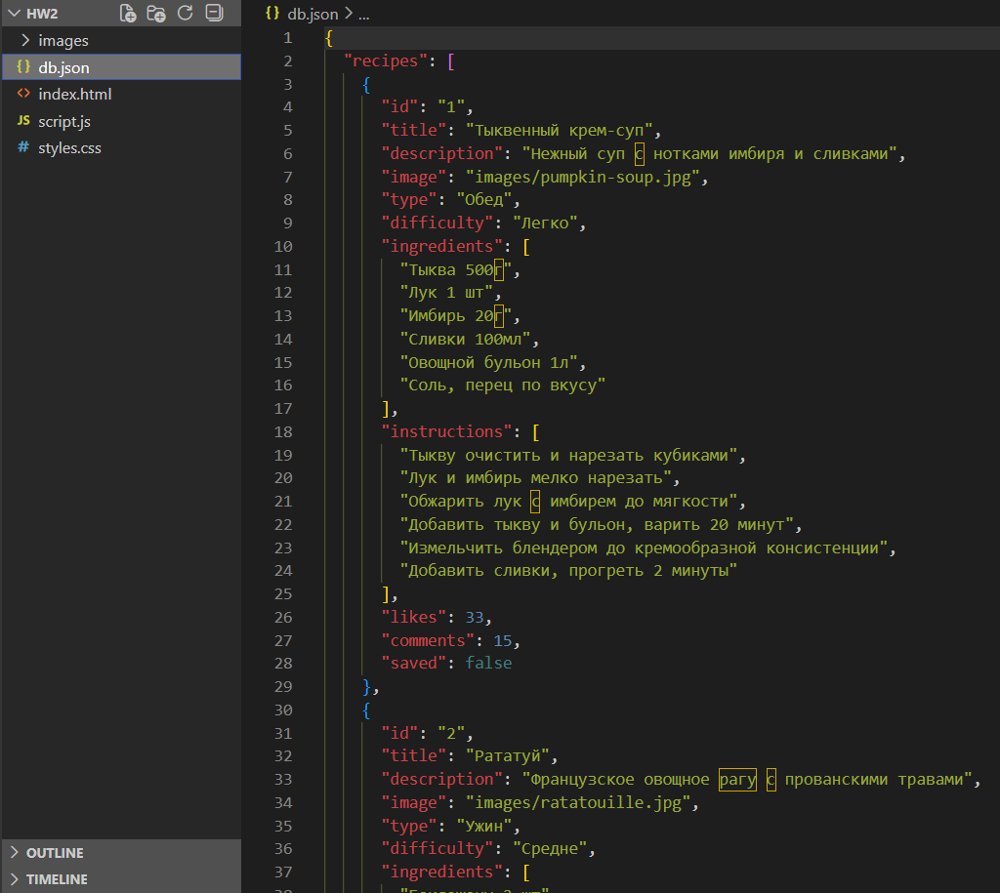 HW2
images
db.json
index.html
script.js
styles.css
OUTLINE
TIMELINE
db.json > ...
1 {
2 "recipes": [
3 {
4 "id": "1",
5 "title": "Тыквенный крем-суп",
6 "description": "Нежный суп с нотками имбиря и сливками",
7 "image": "images/pumpkin-soup.jpg",
8 "type": "Обед",
9 "difficulty": "Легко",
10 "ingredients": [
11 "Тыква 500г",
12 "Лук 1 шт",
13 "Имбирь 20г",
14 "Сливки 100мл",
15 "Овощной бульон 1л",
16 "Соль, перец по вкусу"
17 ],
18 "instructions": [
19 "Тыкву очистить и нарезать кубиками",
20 "Лук и имбирь мелко нарезать",
21 "Обжарить лук с имбирем до мягкости",
22 "Добавить тыкву и бульон, варить 20 минут",
23 "Измельчить блендером до кремообразной консистенции",
24 "Добавить сливки, прогреть 2 минуты"
25 ],
26 "likes": 33,
27 "comments": 15,
28 "saved": false
29 },
30 {
31 "id": "2",
32 "title": "Рататуй",
33 "description": "Французское овощное рагу с прованскими травами",
34 "image": "images/ratatouille.jpg",
35 "type": "Ужин",
36 "difficulty": "Средне",
37 "ingredients": [